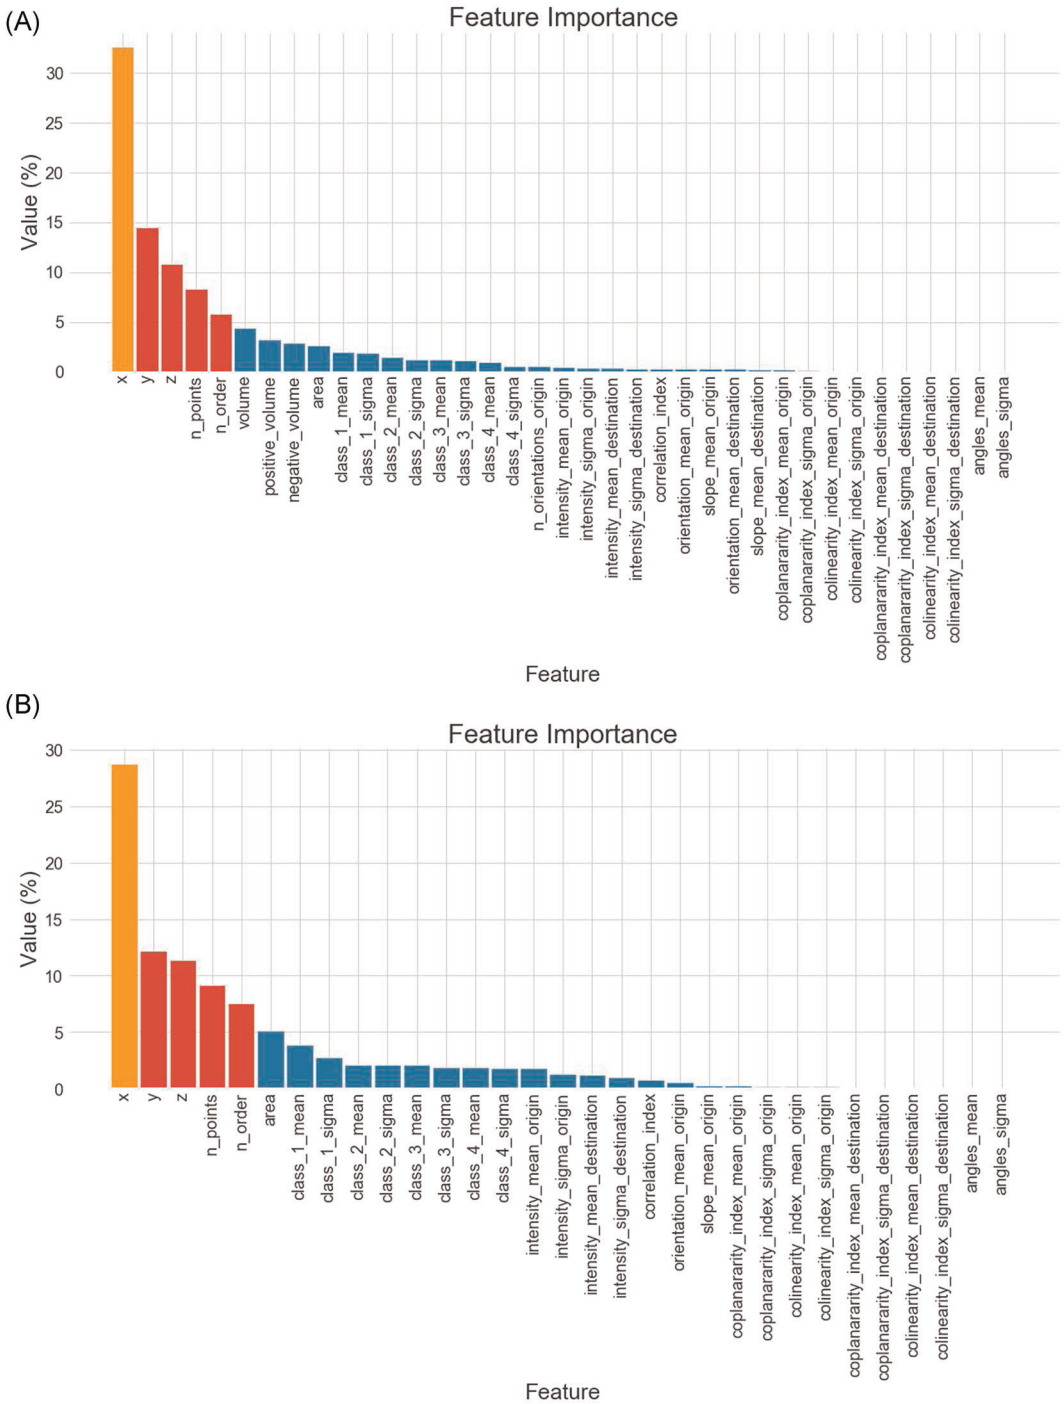 (A)
Feature Importance
Value (%)
30
25
20
15
10
5
0
x
y
z
n_points
n_order
volume
positive_volume
negative_volume
area
class_1_mean
class_1_sigma
class_2_mean
class_2_sigma
class_3_mean
class_3_sigma
class_4_mean
class_4_sigma
n_orientations_origin
intensity_mean_origin
intensity_sigma_origin
intensity_mean_destination
intensity_sigma_destination
correlation_index
orientation_mean_origin
slope_mean_origin
orientation_mean_destination
slope_mean_destination
coplanararity_index_mean_origin
coplanararity_index_sigma_origin
colinearity_index_mean_origin
colinearity_index_sigma_origin
coplanararity_index_mean_destination
coplanararity_index_sigma_destination
colinearity_index_mean_destination
colinearity_index_sigma_destination
angles_mean
angles_sigma
Feature
(B)
Feature Importance
Value (%)
30
25
20
15
10
5
0
x
y
z
n_points
n_order
area
class_1_mean
class_1_sigma
class_2_mean
class_2_sigma
class_3_mean
class_3_sigma
class_4_mean
class_4_sigma
intensity_mean_origin
intensity_sigma_origin
intensity_mean_destination
intensity_sigma_destination
correlation_index
orientation_mean_origin
slope_mean_origin
coplanararity_index_mean_origin
coplanararity_index_sigma_origin
colinearity_index_mean_origin
colinearity_index_sigma_origin
coplanararity_index_mean_destination
coplanararity_index_sigma_destination
colinearity_index_mean_destination
colinearity_index_sigma_destination
angles_mean
angles_sigma
Feature